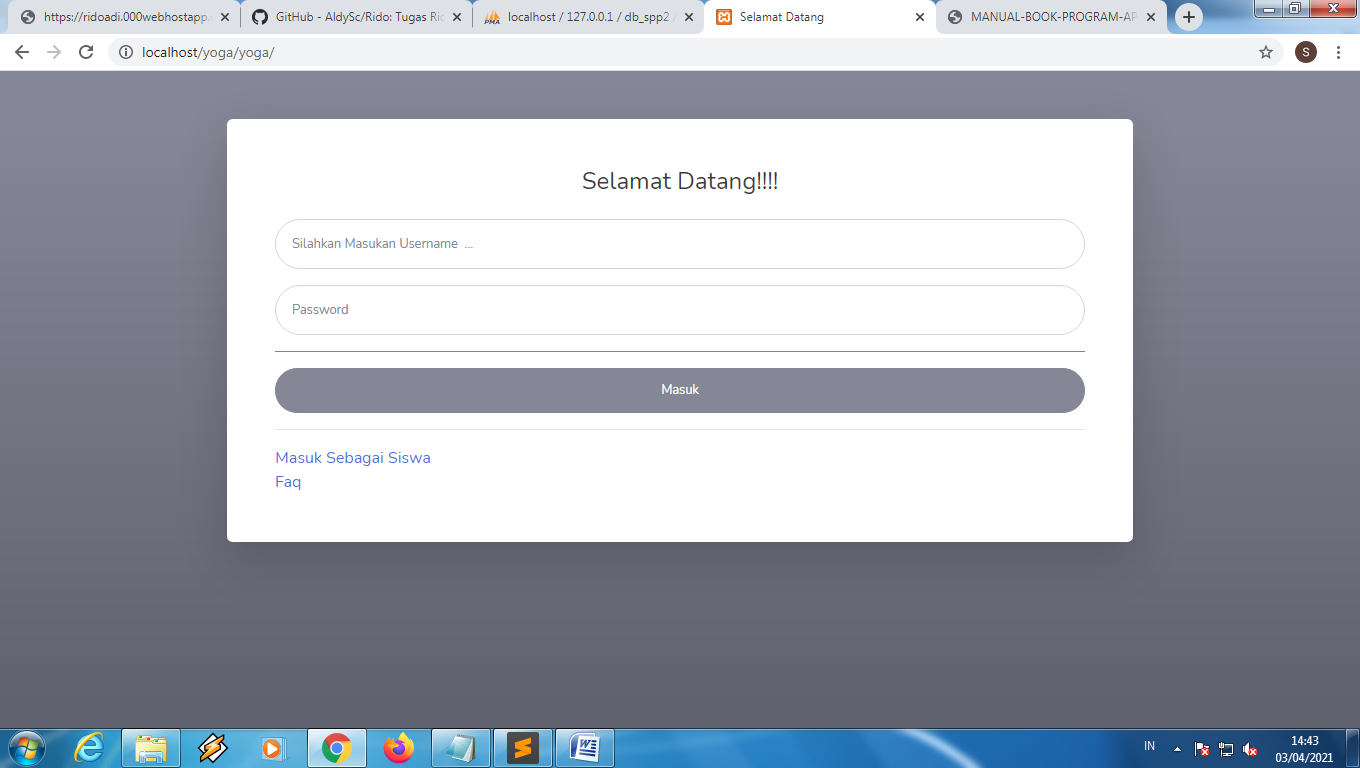 https://ridoadi.000webhostapp.
GitHub - AldySc/Rido: Tugas Ri
localhost / 127.0.0.1 / db_spp2 /
Selamat Datang
MANUAL-BOOK-PROGRAM-AP
localhost/yoga/yoga/
S
Selamat Datang!!!!
Silahkan Masukan Username ...
Password
Masuk
Masuk Sebagai Siswa
Faq
IN
14:43
03/04/2021